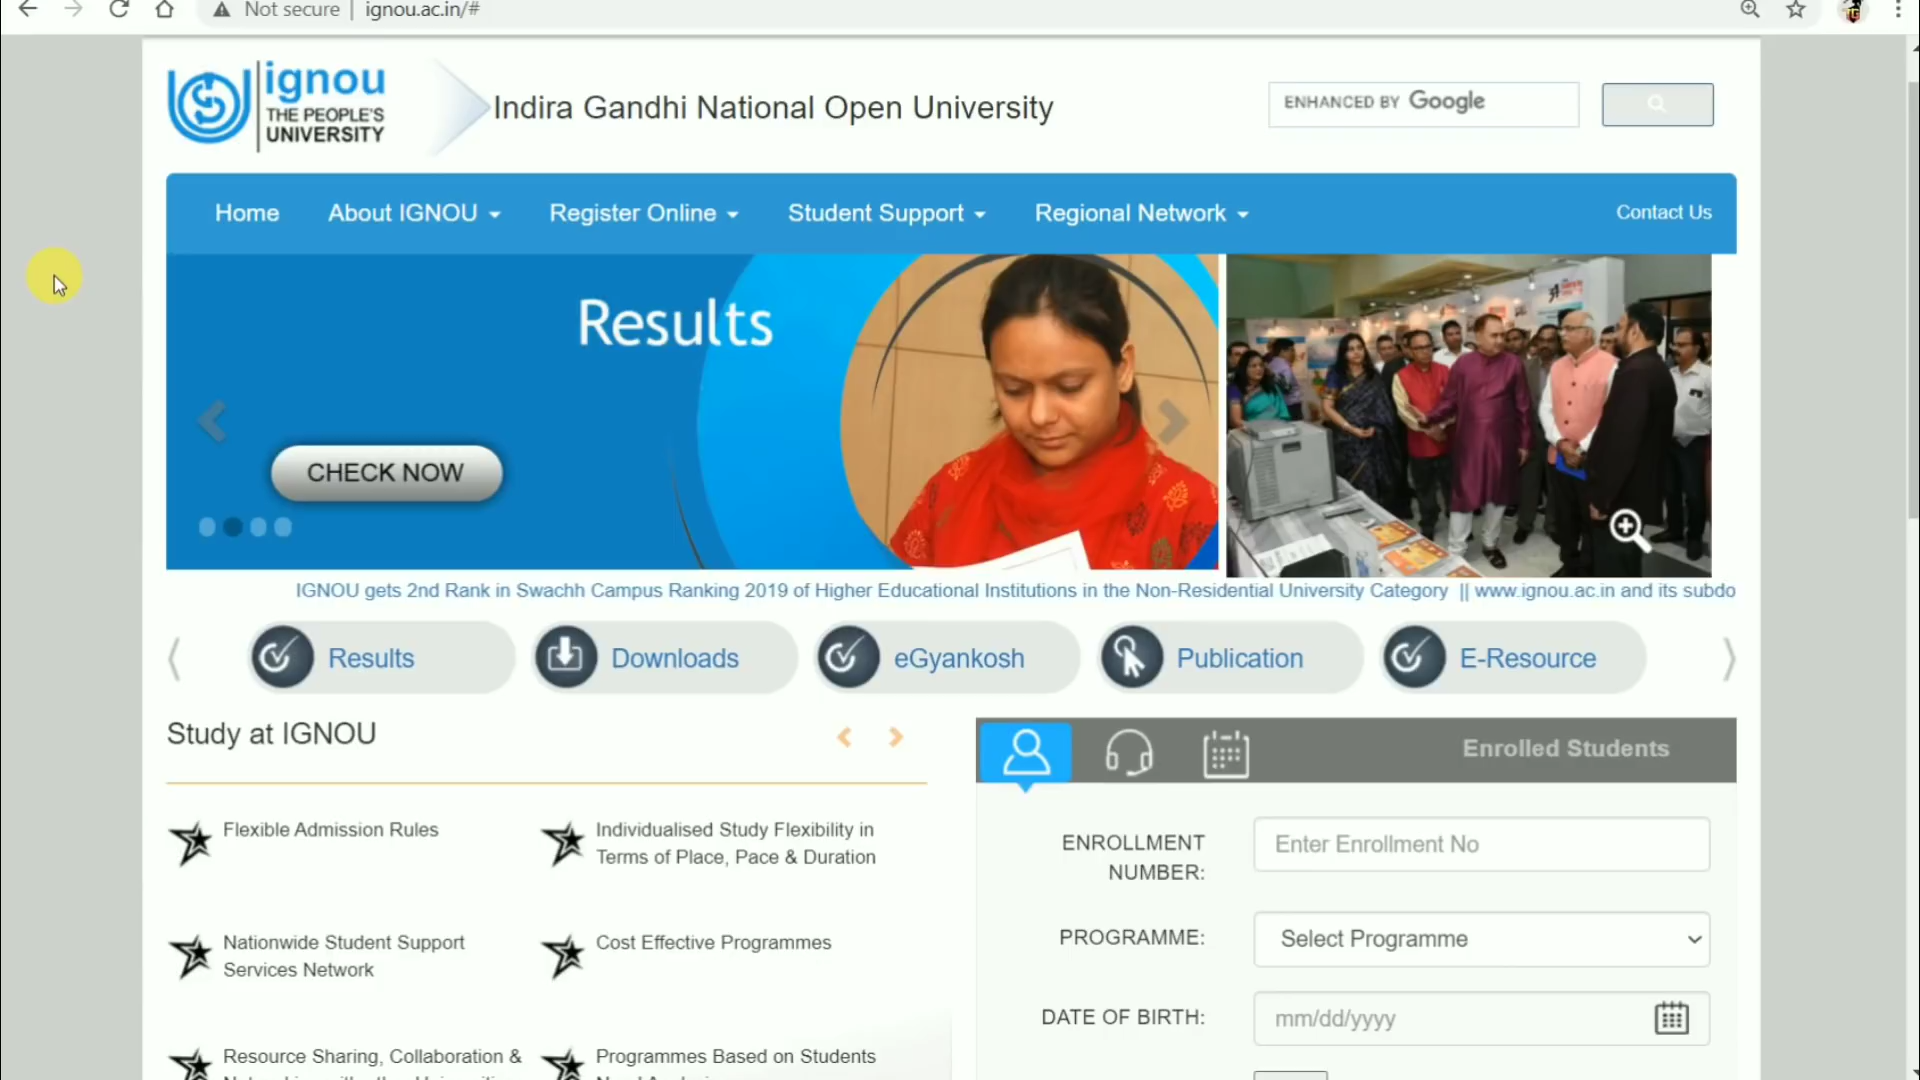 Not secure | ignou.ac.in/#
ignou
THE PEOPLE'S
UNIVERSITY
Indira Gandhi National Open University
ENHANCED BY Google
Home
About IGNOU
Register Online
Student Support
Regional Network
Contact Us
Results
CHECK NOW
IGNOU gets 2nd Rank in Swachh Campus Ranking 2019 of Higher Educational Institutions in the Non-Residential University Category || www.ignou.ac.in and its subdo
Results
Downloads
eGyankosh
Publication
E-Resource
Study at IGNOU
Flexible Admission Rules
Individualised Study Flexibility in
Terms of Place, Pace & Duration
Nationwide Student Support
Services Network
Cost Effective Programmes
Resource Sharing, Collaboration &
Programmes Based on Students
Enrolled Students
ENROLLMENT
NUMBER:
Enter Enrollment No
PROGRAMME:
Select Programme
DATE OF BIRTH:
mm/dd/yyyy